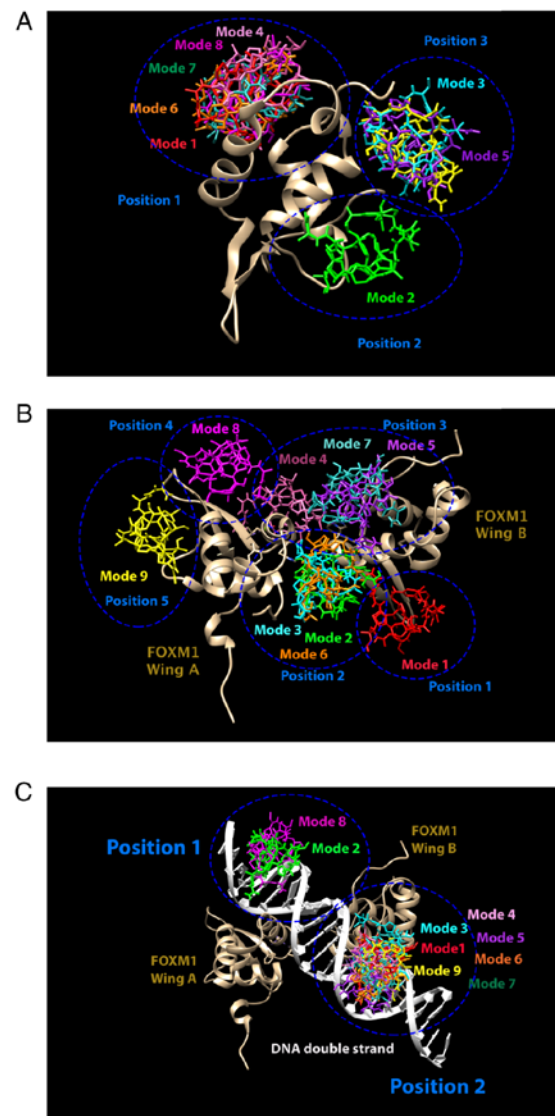 A
Mode 4
Mode 8
Mode 7
Mode 6
Mode 1
Position 1
Position 3
Mode 3
Mode 5
Mode 2
Position 2
B
Position 4
Mode 8
Position 3
Mode 7
Mode 5
Mode 4
FOXM1
Wing B
Mode 9
Position 5
Mode 3
Mode 2
Mode 6
Mode 1
FOXM1
Wing A
Position 2
Position 1
C
Position 1
Mode 8
Mode 2
FOXM1
Wing B
Mode 3
Mode 4
Mode1
Mode 5
Mode 6
Mode 9
Mode 7
FOXM1
Wing A
DNA double strand
Position 2